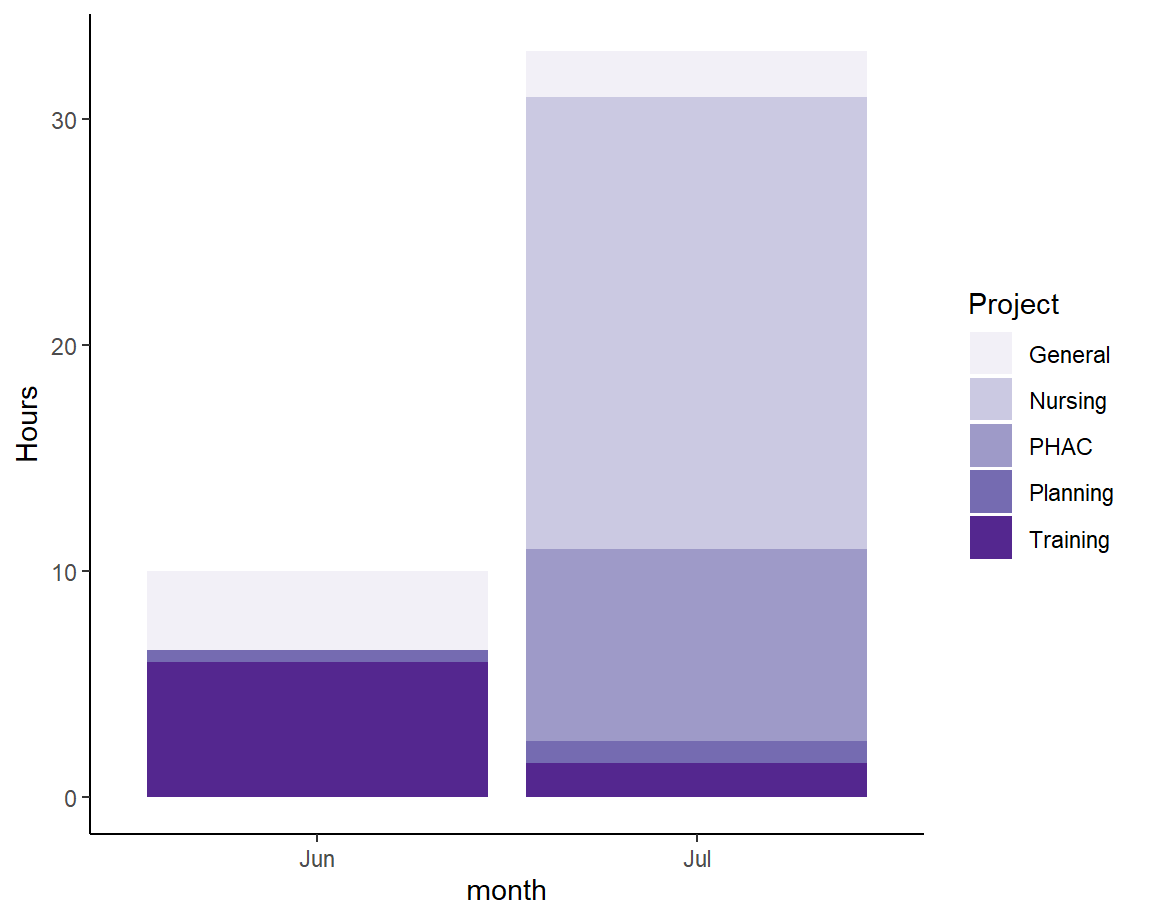 30
20
10
0
Hours
Jun
Jul
month
Project
General
Nursing
PHAC
Planning
Training